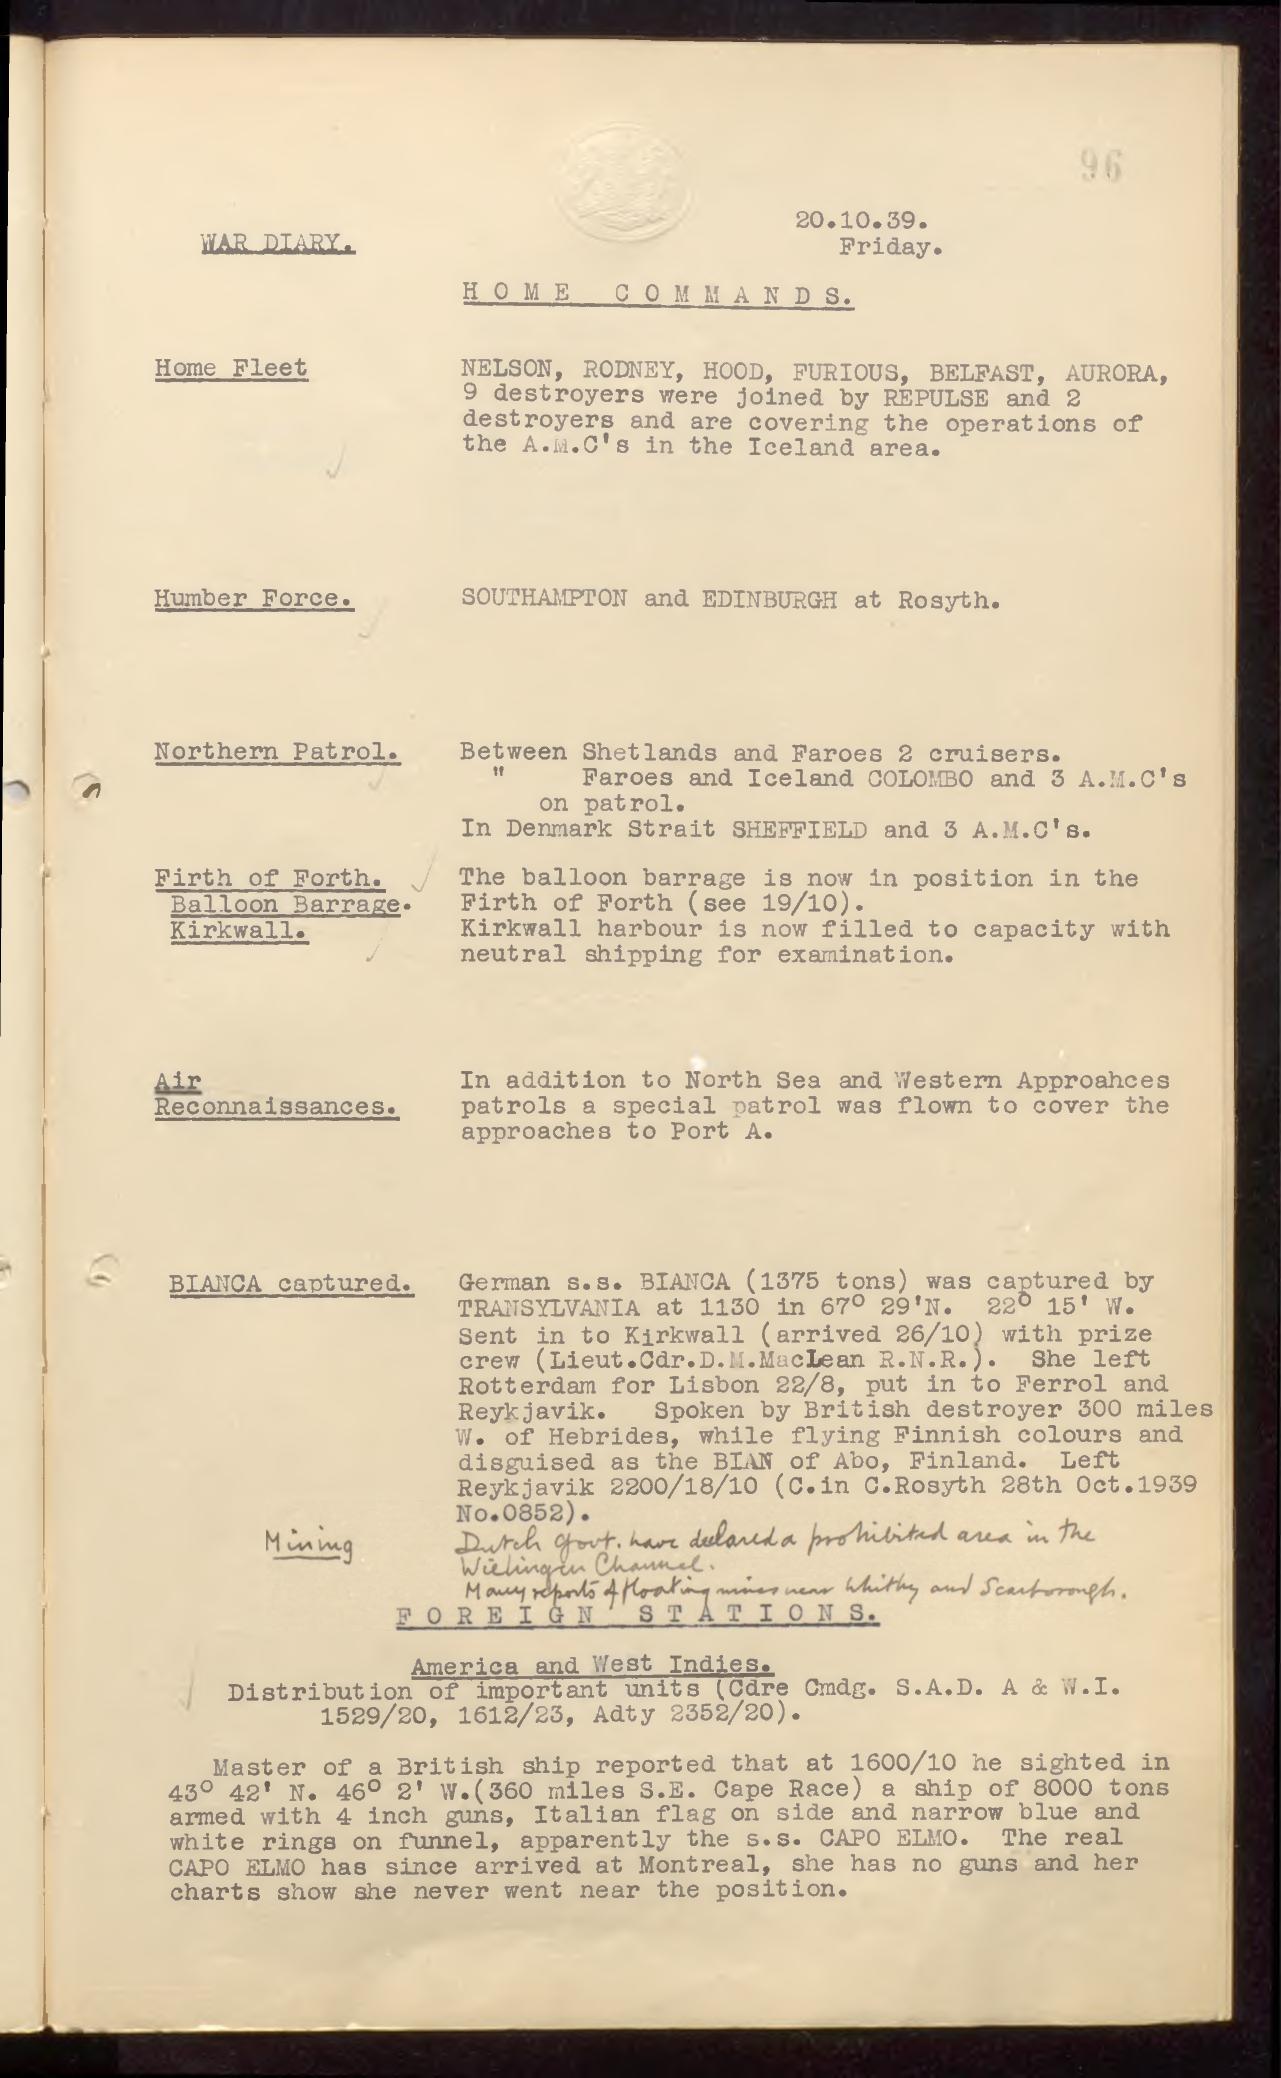 96
20.10.39.
WAR DIARY.
Friday.
HOME COMMANDS.
Home Fleet
NELSON, RODNEY, HOOD, FURIOUS, BELFAST, AURORA,
9 destroyers were joined by REPULSE and 2
destroyers and are covering the operations of
the A.M.C's in the Iceland area.
Humber Force.
SOUTHAMPTON and EDINBURGH at Rosyth.
Northern Patrol.
Between Shetlands and Faroes 2 cruisers.
" Faroes and Iceland COLOMBO and 3 A.M.C's
on patrol.
In Denmark Strait SHEFFIELD and 3 A.M.C's.
Firth of Forth.
Balloon Barrage.
The balloon barrage is now in position in the
Firth of Forth (see 19/10).
Kirkwall.
Kirkwall harbour is now filled to capacity with
neutral shipping for examination.
Air
Reconnaissances.
In addition to North Sea and Western Approahces
patrols a special patrol was flown to cover the
approaches to Port A.
BIANCA captured.
German s.s. BIANCA (1375 tons) was captured by
TRANSYLVANIA at 1130 in 67° 29'N. 22° 15' W.
Sent in to Kirkwall (arrived 26/10) with prize
crew (Lieut.Cdr.D.M.MacLean R.N.R.). She left
Rotterdam for Lisbon 22/8, put in to Ferrol and
Reykjavik. Spoken by British destroyer 300 miles
W. of Hebrides, while flying Finnish colours and
disguised as the BIAN of Abo, Finland. Left
Reykjavik 2200/18/10 (C.in C.Rosyth 28th Oct.1939
No.0852).
Mining
Dutch Govt. have declared a prohibited area in the
Wielingen Channel.
Many reports of floating mines near Whitby and Scarborough.
FOREIGN STATIONS.
America and West Indies.
Distribution of important units (Cdre Cmdg. S.A.D. A & W.I.
1529/20, 1612/23, Adty 2352/20).
Master of a British ship reported that at 1600/10 he sighted in
43° 42' N. 46° 2' W.(360 miles S.E. Cape Race) a ship of 8000 tons
armed with 4 inch guns, Italian flag on side and narrow blue and
white rings on funnel, apparently the s.s. CAPO ELMO. The real
CAPO ELMO has since arrived at Montreal, she has no guns and her
charts show she never went near the position.